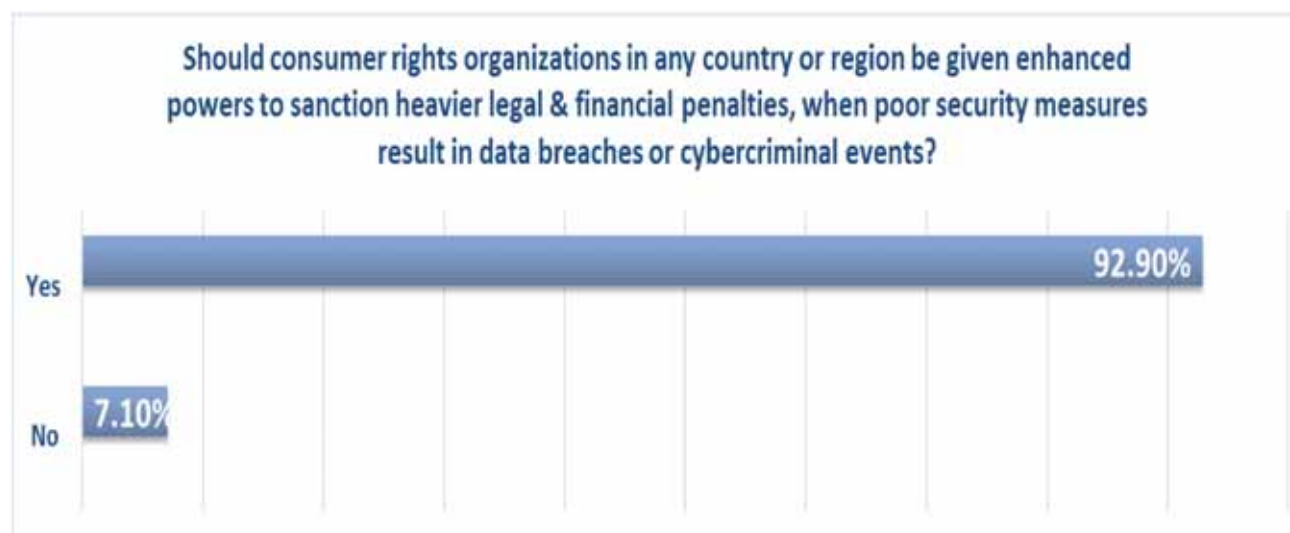 Should consumer rights organizations in any country or region be given enhanced
powers to sanction heavier legal & financial penalties, when poor security measures
result in data breaches or cybercriminal events?
Yes
92.90%
No
7.10%